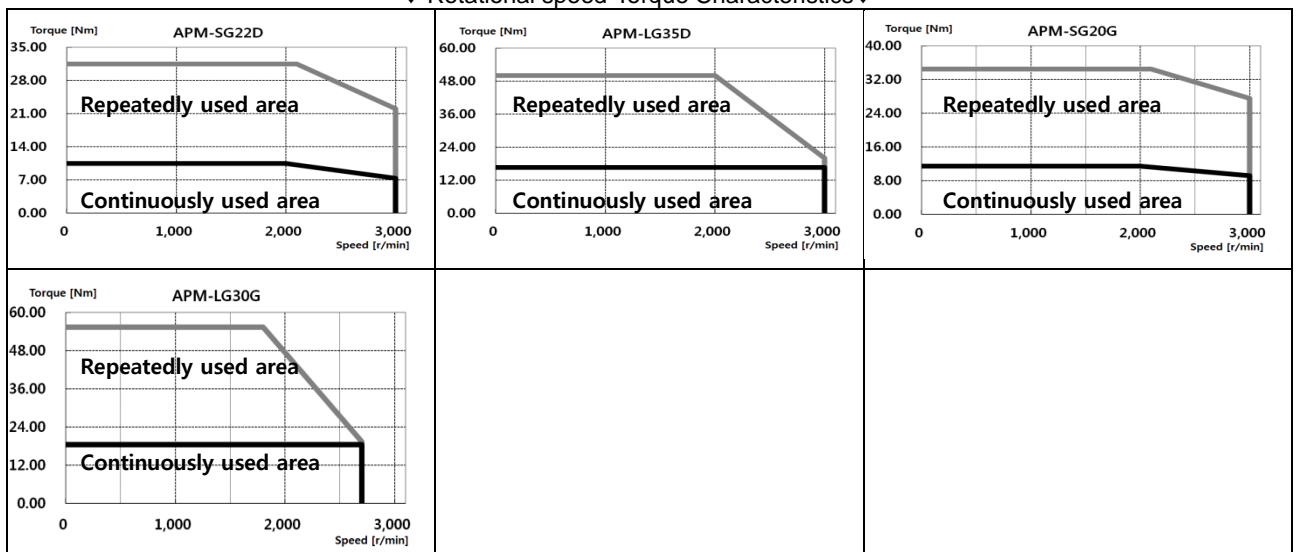 Rotational speed-Torque Characteristics
Torque [Nm]
APM-SG22D
35.00
28.00
21.00
14.00
7.00
0.00
Repeatedly used area
Continuously used area
0 1,000 2,000 3,000
Speed [r/min]
Torque [Nm]
APM-LG35D
60.00
48.00
36.00
24.00
12.00
0.00
Repeatedly used area
Continuously used area
0 1,000 2,000 3,000
Speed [r/min]
Torque [Nm]
APM-SG20G
40.00
32.00
24.00
16.00
8.00
0.00
Repeatedly used area
Continuously used area
0 1,000 2,000 3,000
Speed [r/min]
Torque [Nm]
APM-LG30G
60.00
48.00
36.00
24.00
12.00
0.00
Repeatedly used area
Continuously used area
0 1,000 2,000 3,000
Speed [r/min]